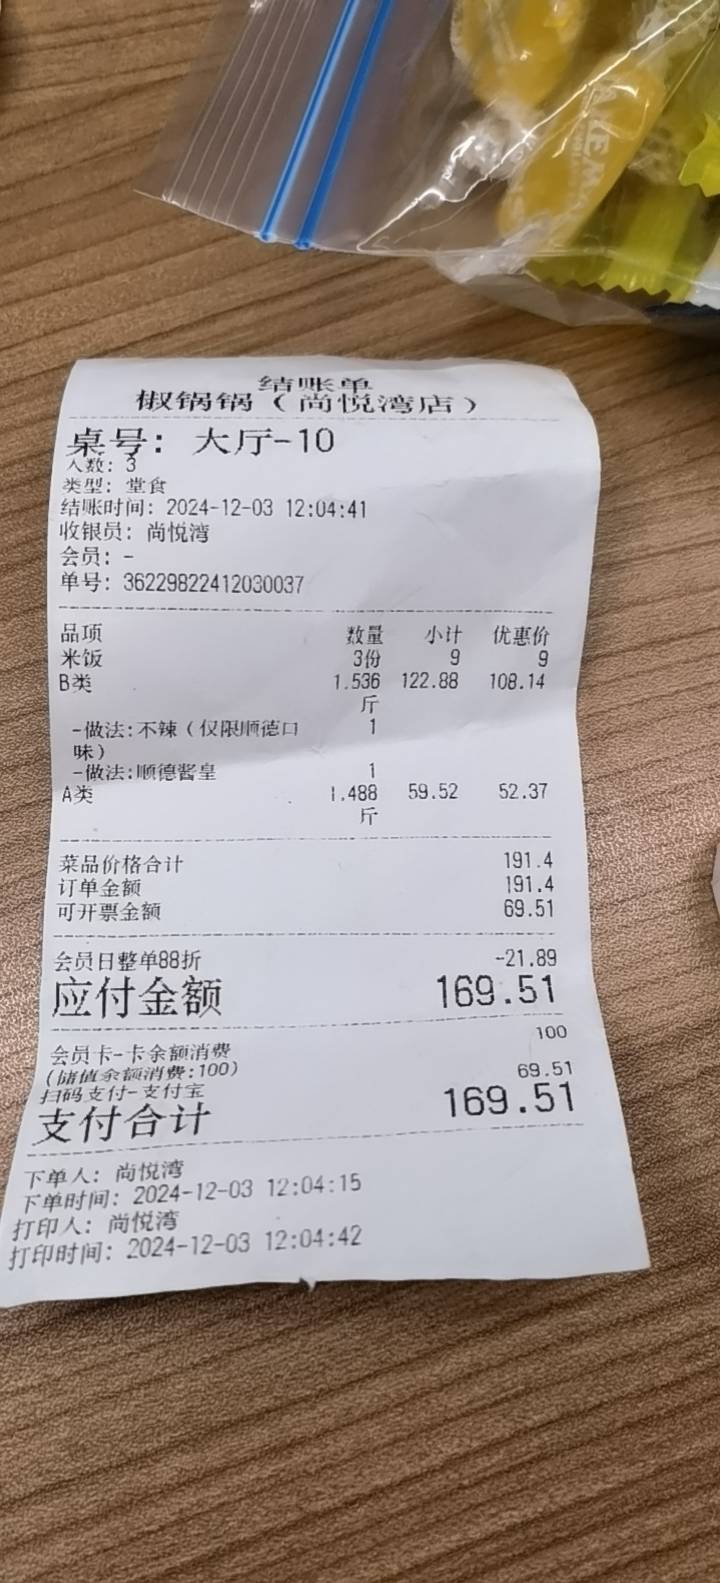 结账单
椒锅锅（尚悦湾店）
桌号: 大厅-10
人数: 3
类型: 堂食
结账时间: 2024-12-03 12:04:41
收银员: 尚悦湾
会员: -
单号: 36229822412030037
品项 数量 小计 优惠价
米饭 3份 9 9
B类 1.536 122.88 108.14
斤
-做法:不辣（仅限顺德口 1
味）
-做法:顺德酱皇 1
A类 1.488 59.52 52.37
斤
菜品价格合计 191.4
订单金额 191.4
可开票金额 69.51
会员日整单88折 -21.89
应付金额 169.51
会员卡-卡余额消费 100
(储值余额消费:100)
扫码支付-支付宝 69.51
支付合计 169.51
下单人: 尚悦湾
下单时间: 2024-12-03 12:04:15
打印人: 尚悦湾
打印时间: 2024-12-03 12:04:42